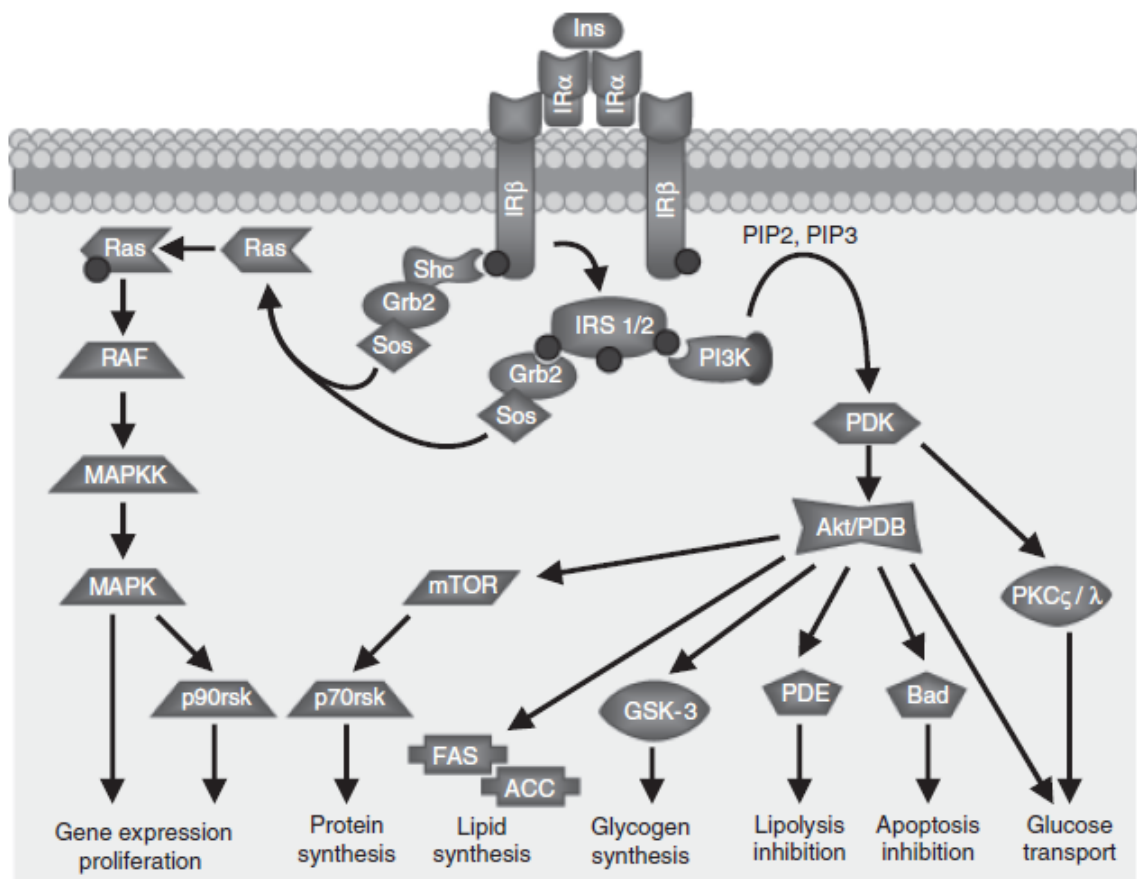 Ins
IRα
IRα
IRβ
IRβ
PIP2, PIP3
Ras
Ras
Shc
Grb2
Sos
IRS 1/2
RAF
Grb2
PI3K
Sos
PDK
MAPKK
Akt/PDB
MAPK
mTOR
PKCς / λ
p90rsk
p70rsk
GSK-3
PDE
Bad
FAS
ACC
Gene expression
proliferation
Protein
synthesis
Lipid
synthesis
Glycogen
synthesis
Lipolysis
inhibition
Apoptosis
inhibition
Glucose
transport